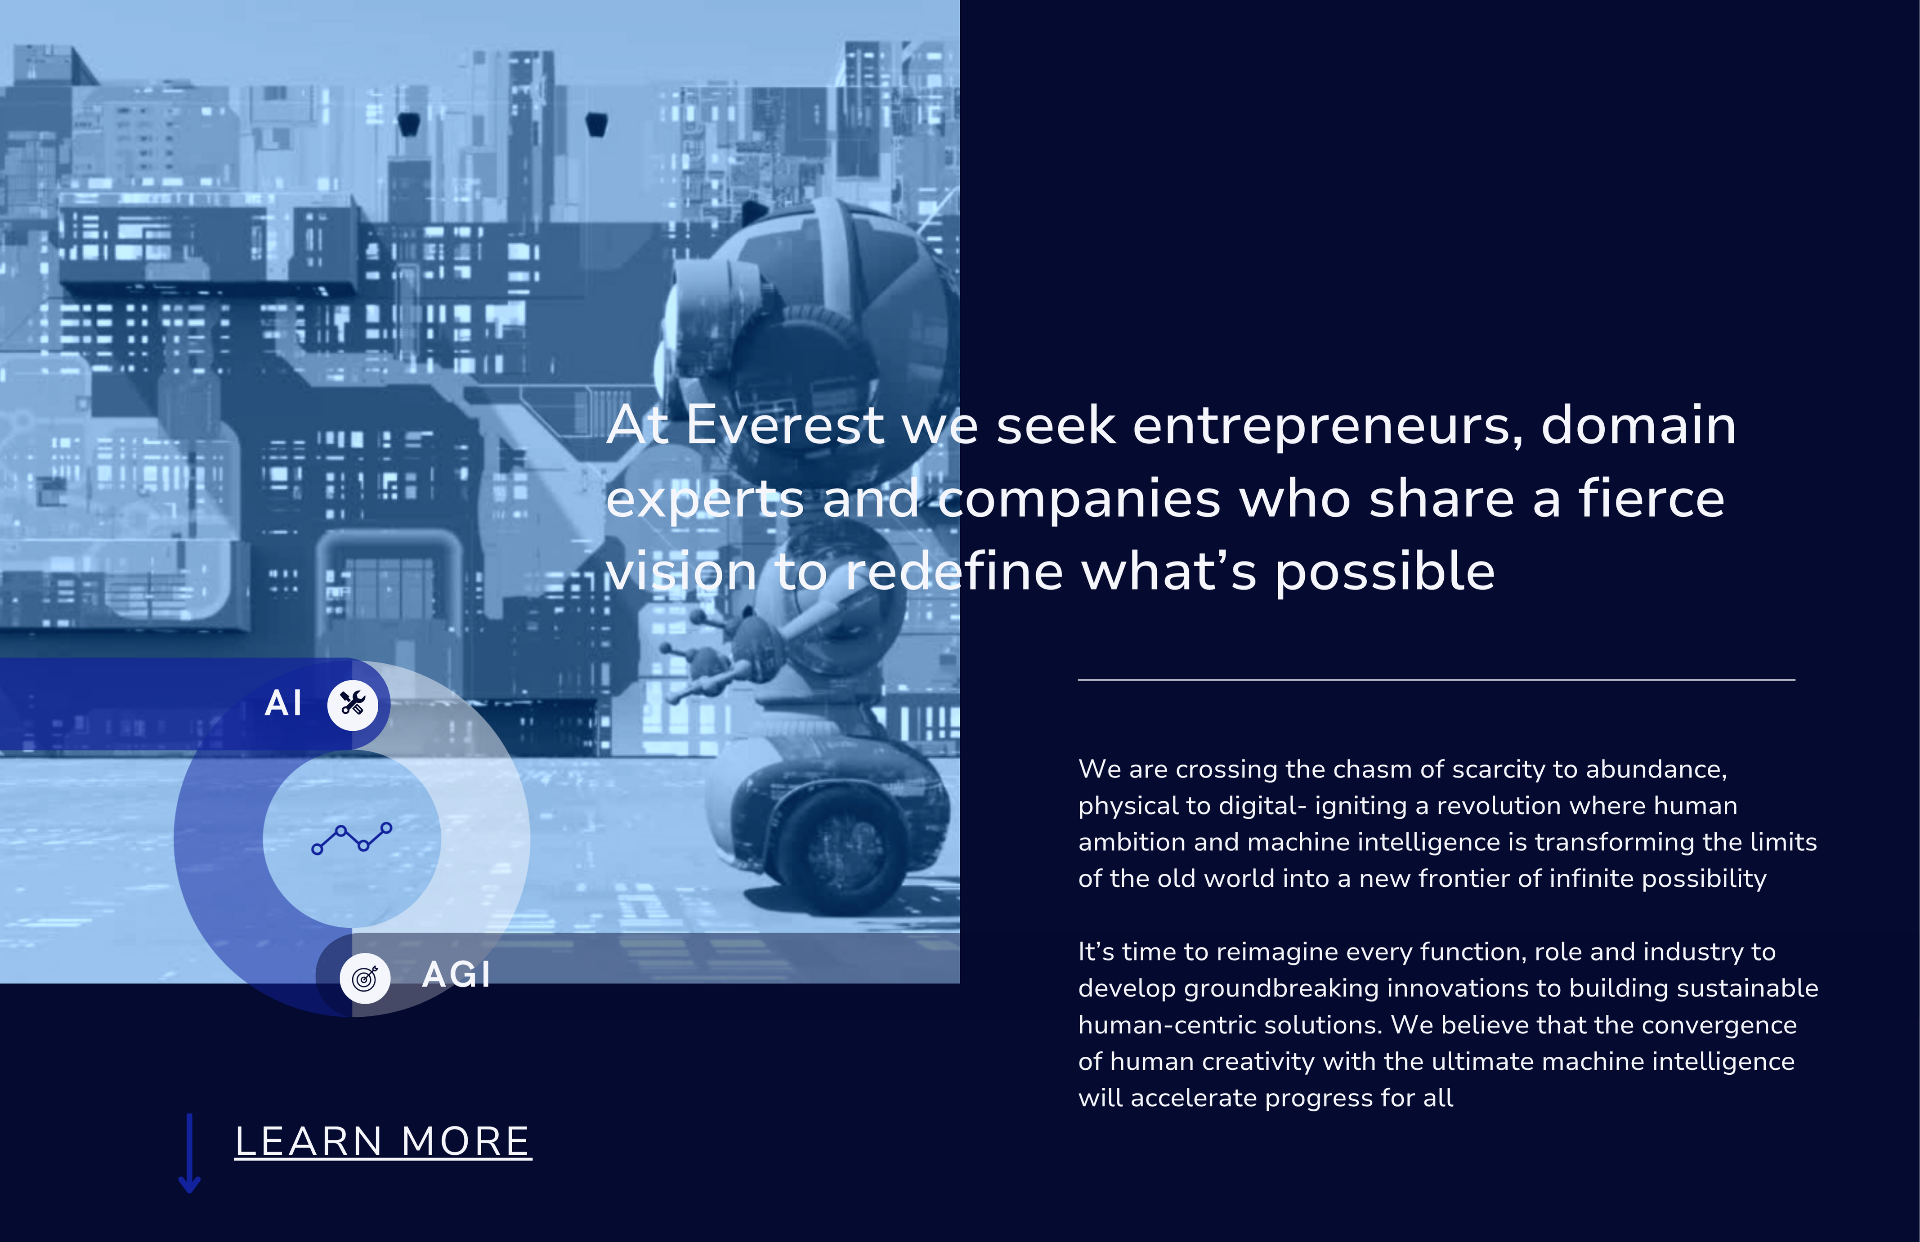 At Everest we seek entrepreneurs, domain
experts and companies who share a fierce
vision to redefine what’s possible
AI
AGI
We are crossing the chasm of scarcity to abundance,
physical to digital- igniting a revolution where human
ambition and machine intelligence is transforming the limits
of the old world into a new frontier of infinite possibility
It’s time to reimagine every function, role and industry to
develop groundbreaking innovations to building sustainable
human-centric solutions. We believe that the convergence
of human creativity with the ultimate machine intelligence
will accelerate progress for all
LEARN MORE